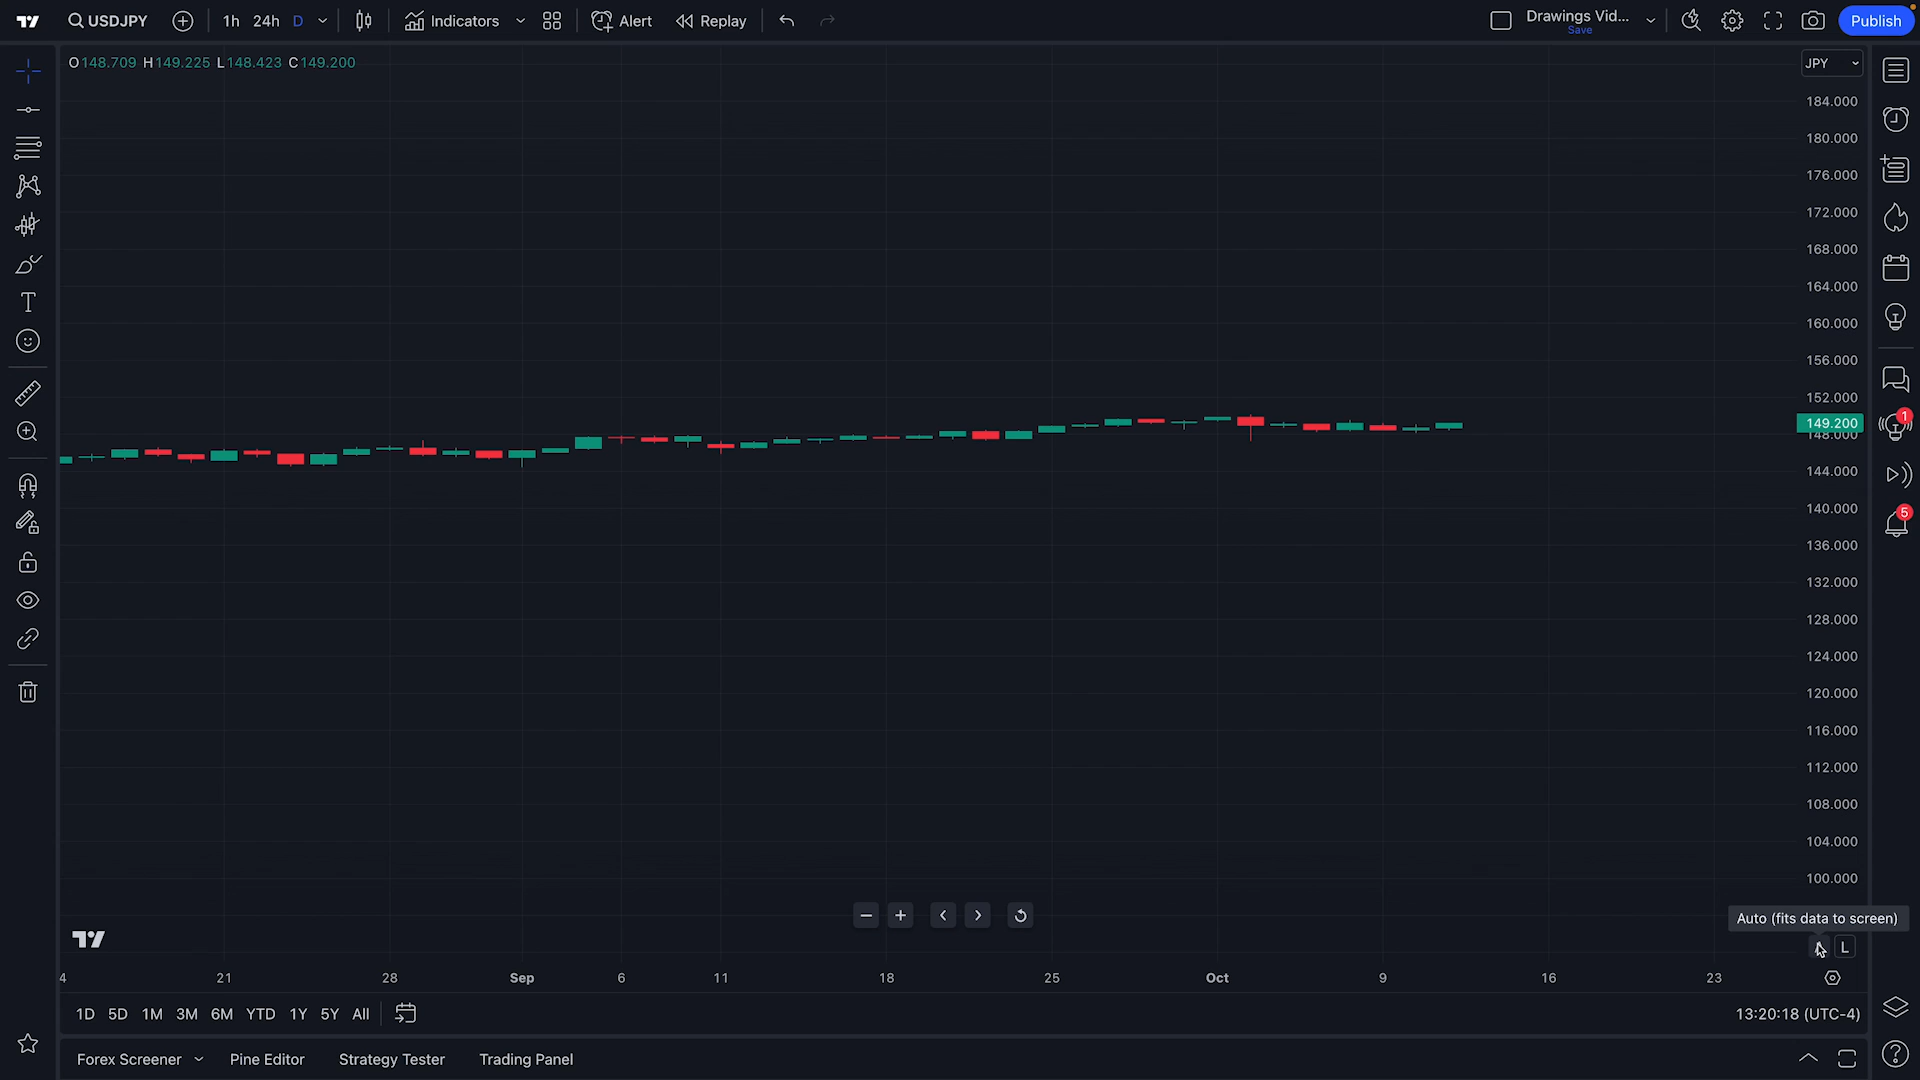 USDJPY
1h 24h D
Indicators
Alert
Replay
Drawings Vid...
Save
Publish
O148.709 H149.225 L148.423 C149.200
JPY
184.000
180.000
176.000
172.000
168.000
164.000
160.000
156.000
152.000
149.200
148.000
144.000
140.000
136.000
132.000
128.000
124.000
120.000
116.000
112.000
108.000
104.000
100.000
1
5
Auto (fits data to screen)
L
4 21 28 Sep 6 11 18 25 Oct 9 16 23
1D 5D 1M 3M 6M YTD 1Y 5Y All
13:20:18 (UTC-4)
Forex Screener
Pine Editor
Strategy Tester
Trading Panel